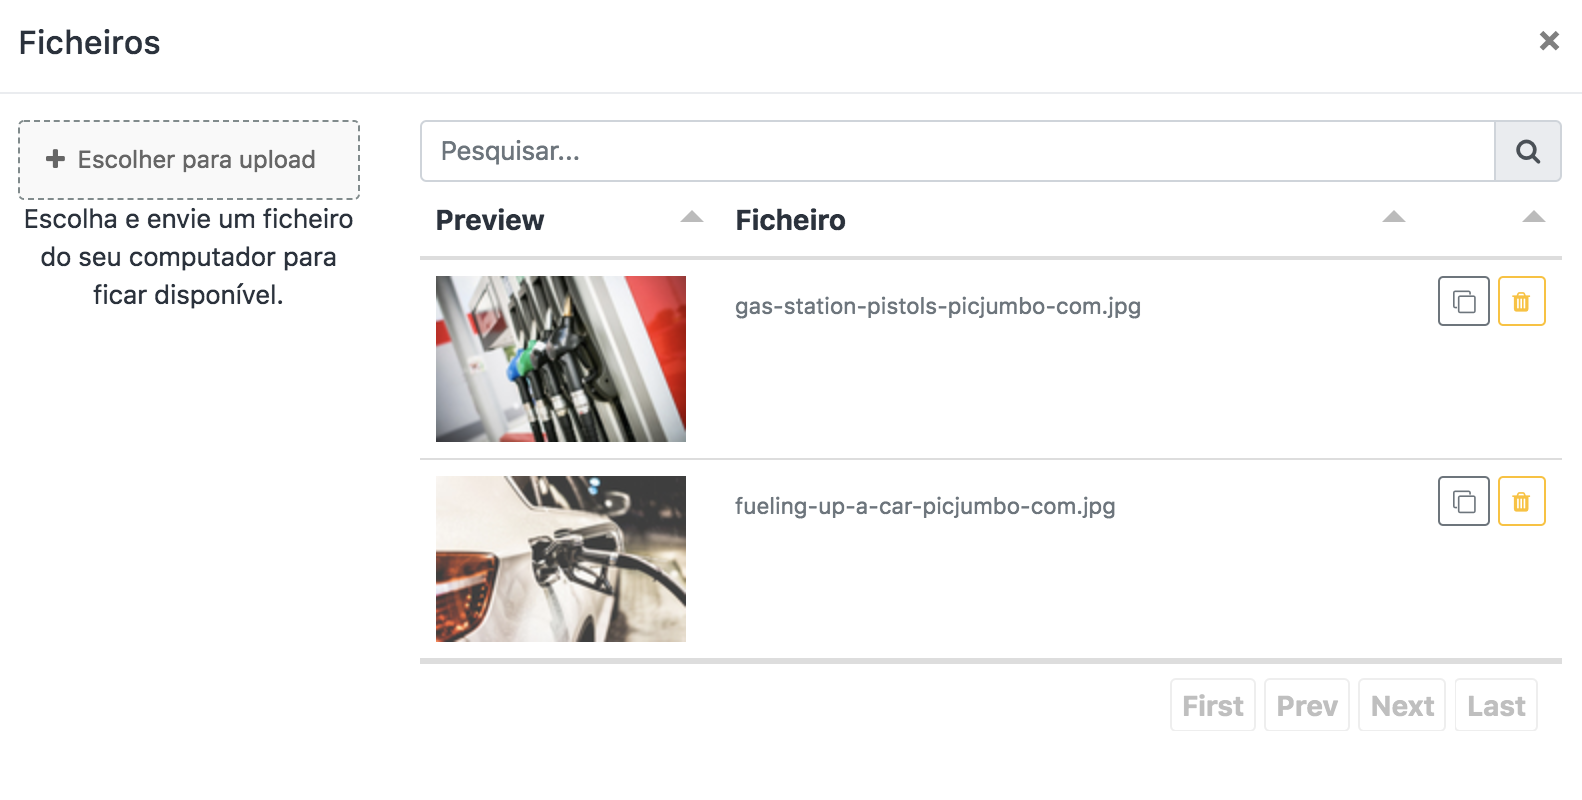 Ficheiros
Escolher para upload
Escolha e envie um ficheiro
do seu computador para
ficar disponível.
Pesquisar...
Preview Ficheiro
gas-station-pistols-picjumbo-com.jpg
fueling-up-a-car-picjumbo-com.jpg
First Prev Next Last